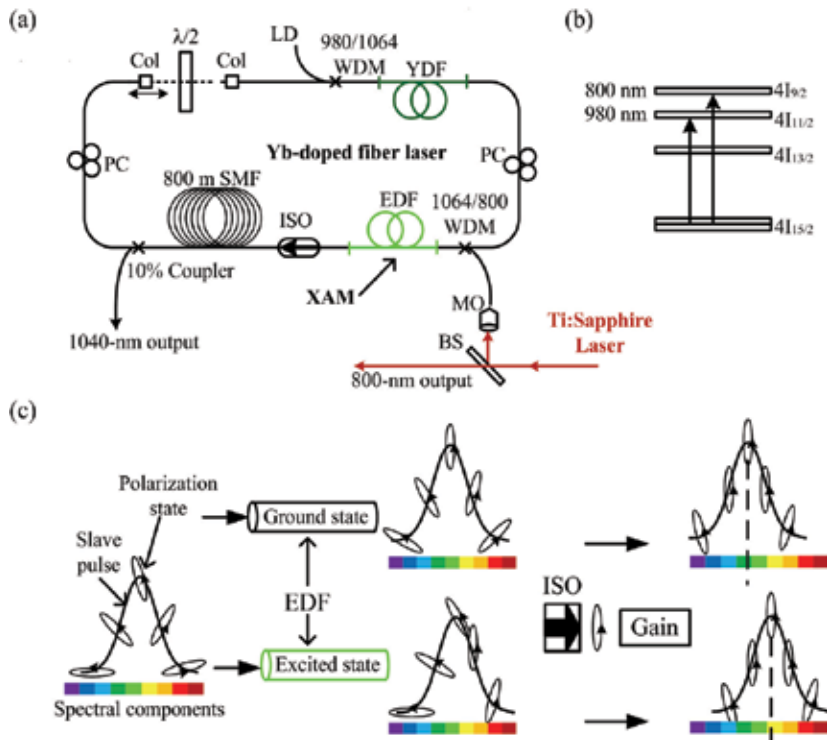 (a)
λ/2
Col
Col
LD
980/1064
WDM
YDF
PC
Yb-doped fiber laser
PC
800 m SMF
ISO
EDF
1064/800
WDM
10% Coupler
XAM
1040-nm output
MO
BS
Ti:Sapphire
Laser
800-nm output
(b)
800 nm
4I9/2
980 nm
4I11/2
4I13/2
4I15/2
(c)
Polarization
state
Slave
pulse
Ground state
EDF
Excited state
Spectral components
ISO
Gain